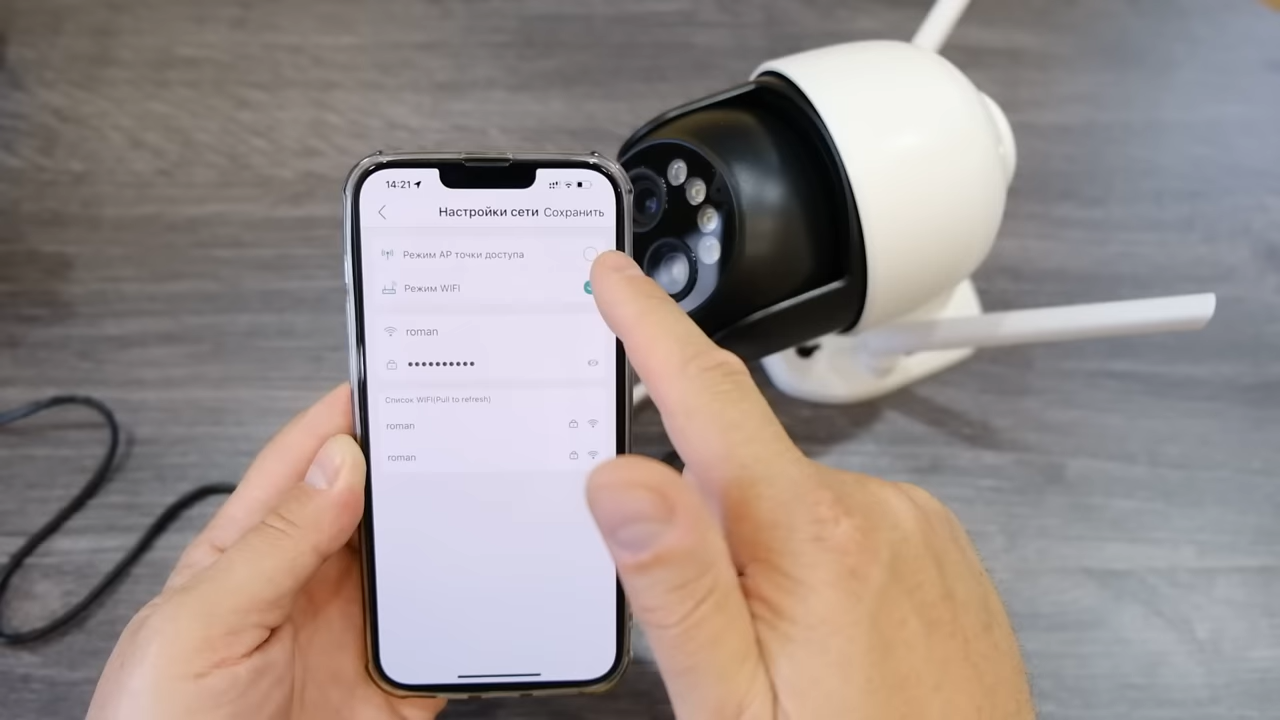 14:21
Настройки сети Сохранить
Режим AP точки доступа
Режим WIFI
roman
••••••••••
Список WIFI(Pull to refresh)
roman
roman